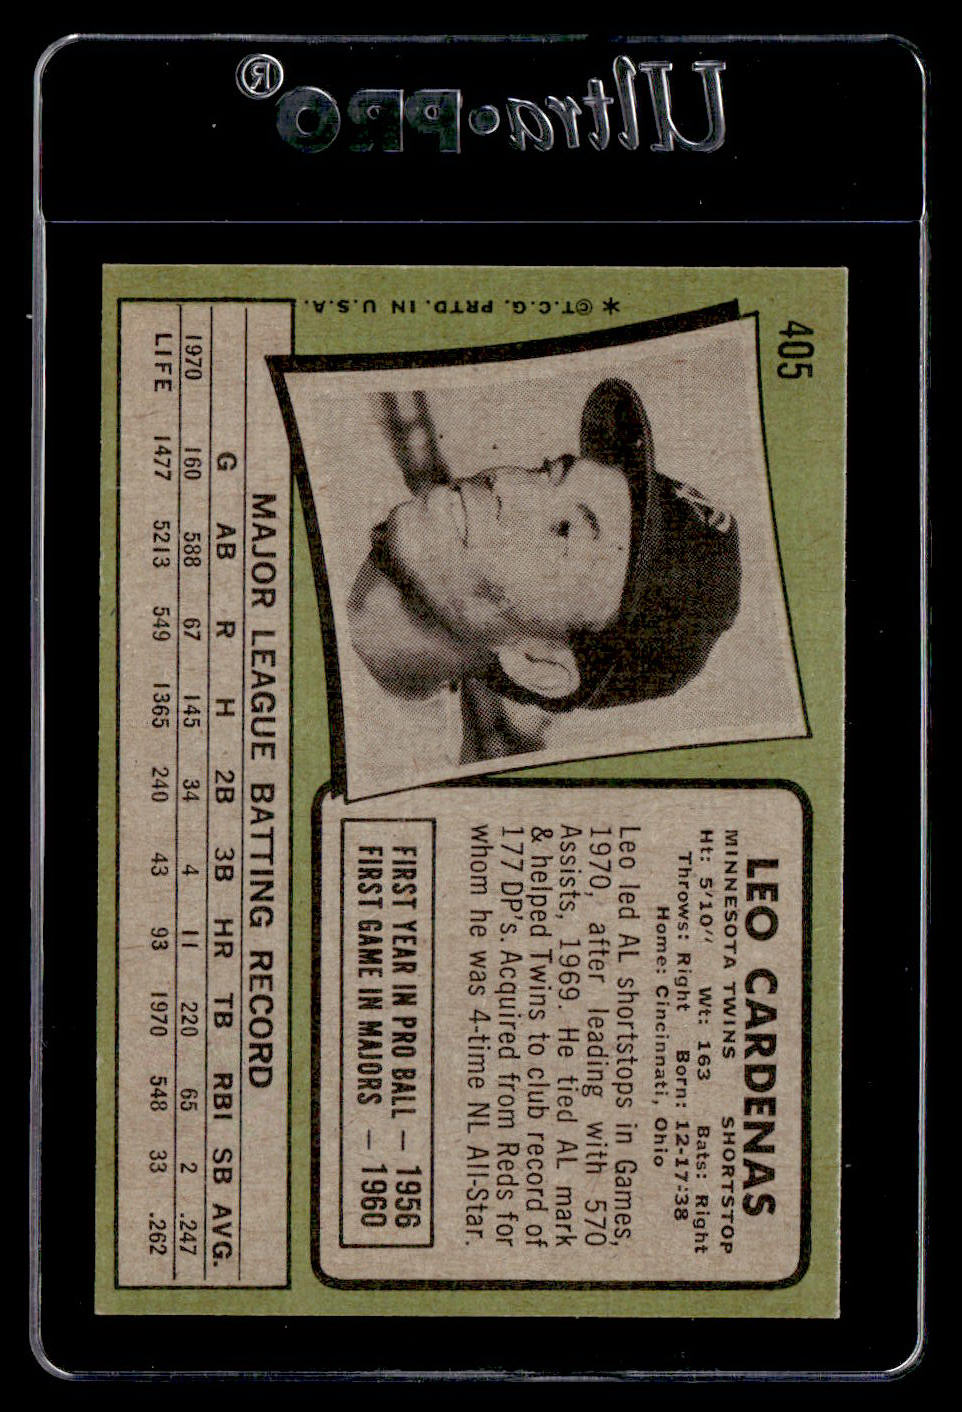 Ultra·PRO®
405
LEO CARDENAS
MINNESOTA TWINS SHORTSTOP
Ht: 5'10" Wt: 163 Bats: Right
Throws: Right Born: 12-17-38
Home: Cincinnati, Ohio
Leo led AL shortstops in Games,
1970, after leading with 570
Assists, 1969. He tied AL mark
& helped Twins to club record of
177 DP's. Acquired from Reds for
whom he was 4-time NL All-Star.
FIRST YEAR IN PRO BALL — 1956
FIRST GAME IN MAJORS — 1960
MAJOR LEAGUE BATTING RECORD
G AB R H 2B 3B HR TB RBI SB AVG.
1970 160 588 67 145 34 4 11 220 65 2 .247
LIFE 1477 5213 549 1365 240 43 93 1970 548 33 .262
* ©T.C.G. PRTD. IN U.S.A.